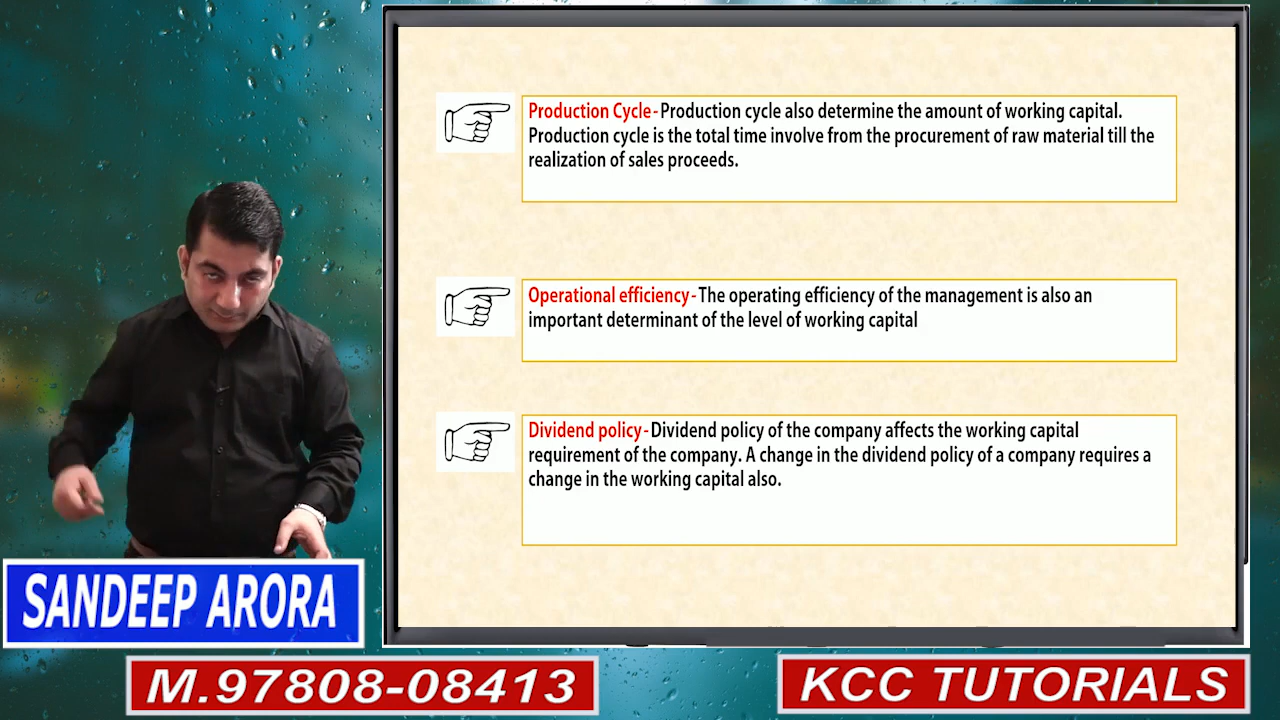 Production Cycle - Production cycle also determine the amount of working capital.
Production cycle is the total time involve from the procurement of raw material till the
realization of sales proceeds.
Operational efficiency - The operating efficiency of the management is also an
important determinant of the level of working capital
Dividend policy - Dividend policy of the company affects the working capital
requirement of the company. A change in the dividend policy of a company requires a
change in the working capital also.
SANDEEP ARORA
M.97808-08413
KCC TUTORIALS